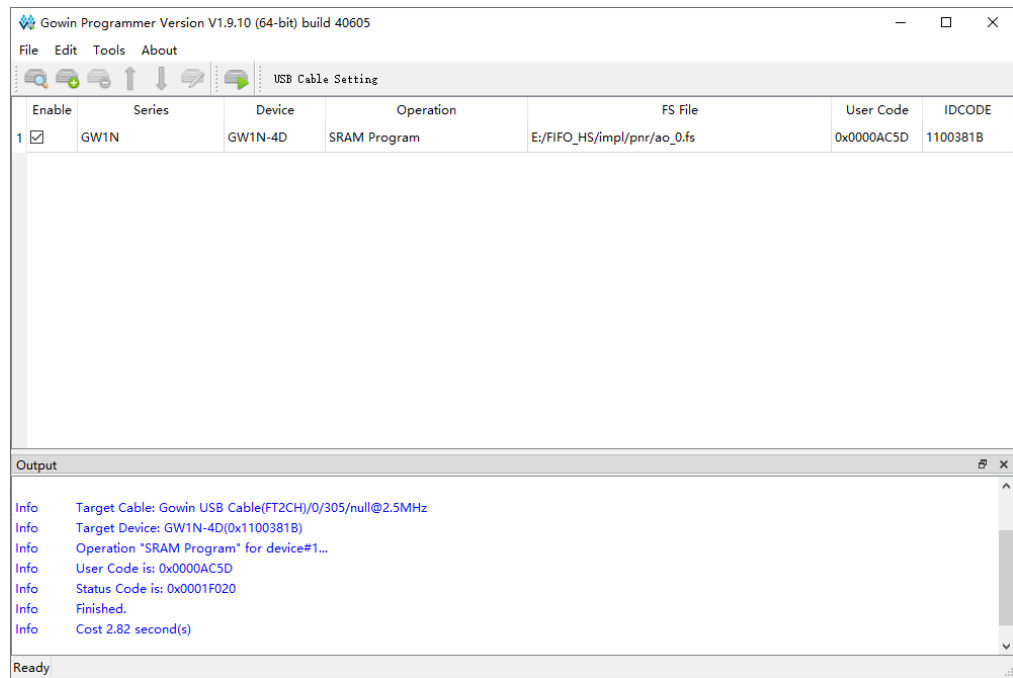 Gowin Programmer Version V1.9.10 (64-bit) build 40605
File Edit Tools About
USB Cable Setting
Enable Series Device Operation FS File User Code IDCODE
1 GW1N GW1N-4D SRAM Program E:/FIFO_HS/impl/pnr/ao_0.fs 0x0000AC5D 1100381B
Output
Info Target Cable: Gowin USB Cable(FT2CH)/0/305/null@2.5MHz
Info Target Device: GW1N-4D(0x1100381B)
Info Operation "SRAM Program" for device#1...
Info User Code is: 0x0000AC5D
Info Status Code is: 0x0001F020
Info Finished.
Info Cost 2.82 second(s)
Ready